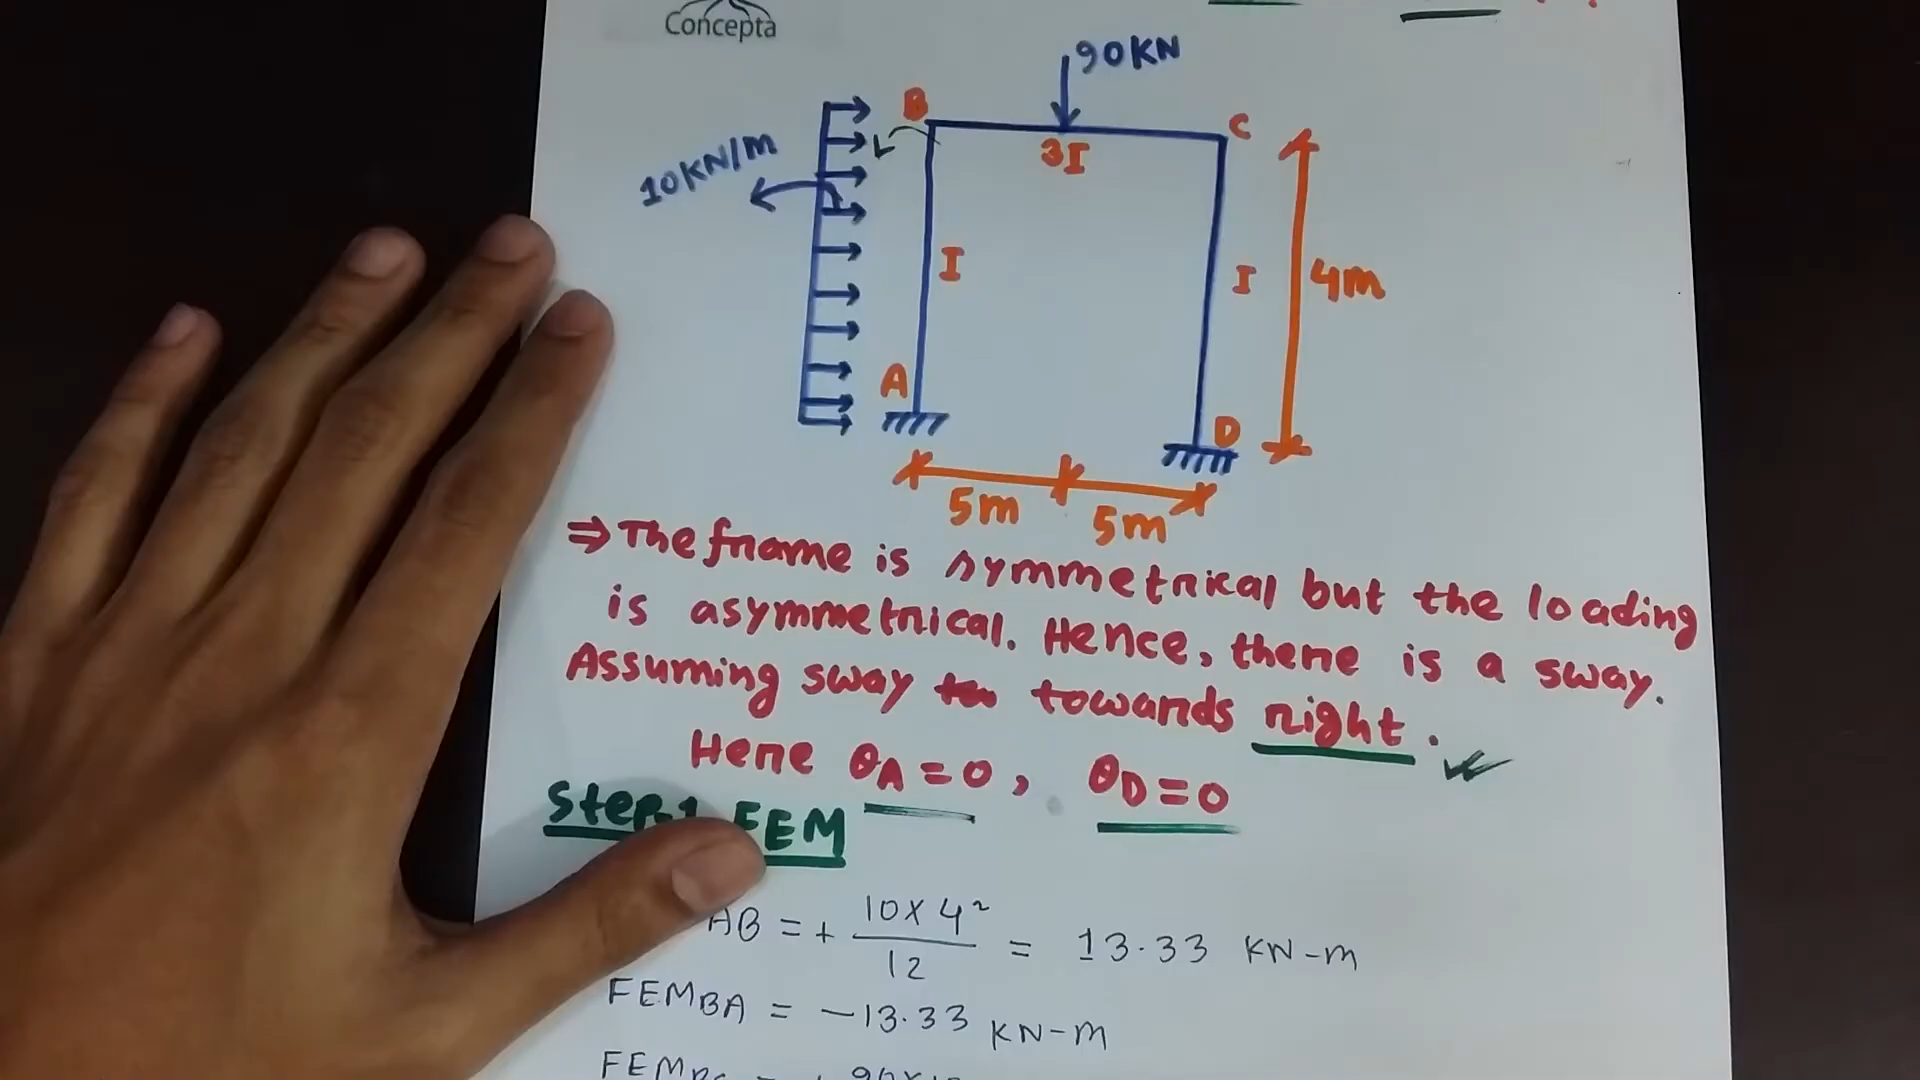 Concepta
90KN
B
C
3I
10KN/m
I
I
4m
A
D
5m
5m
⇒ The frame is symmetrical but the loading
is asymmetrical. Hence, there is a sway.
Assuming sway towards right.
Here θA = 0, θD = 0
Step-1 FEM
AB = + 10 X 4² / 12 = 13.33 KN-m
FEMBA = -13.33 KN-m